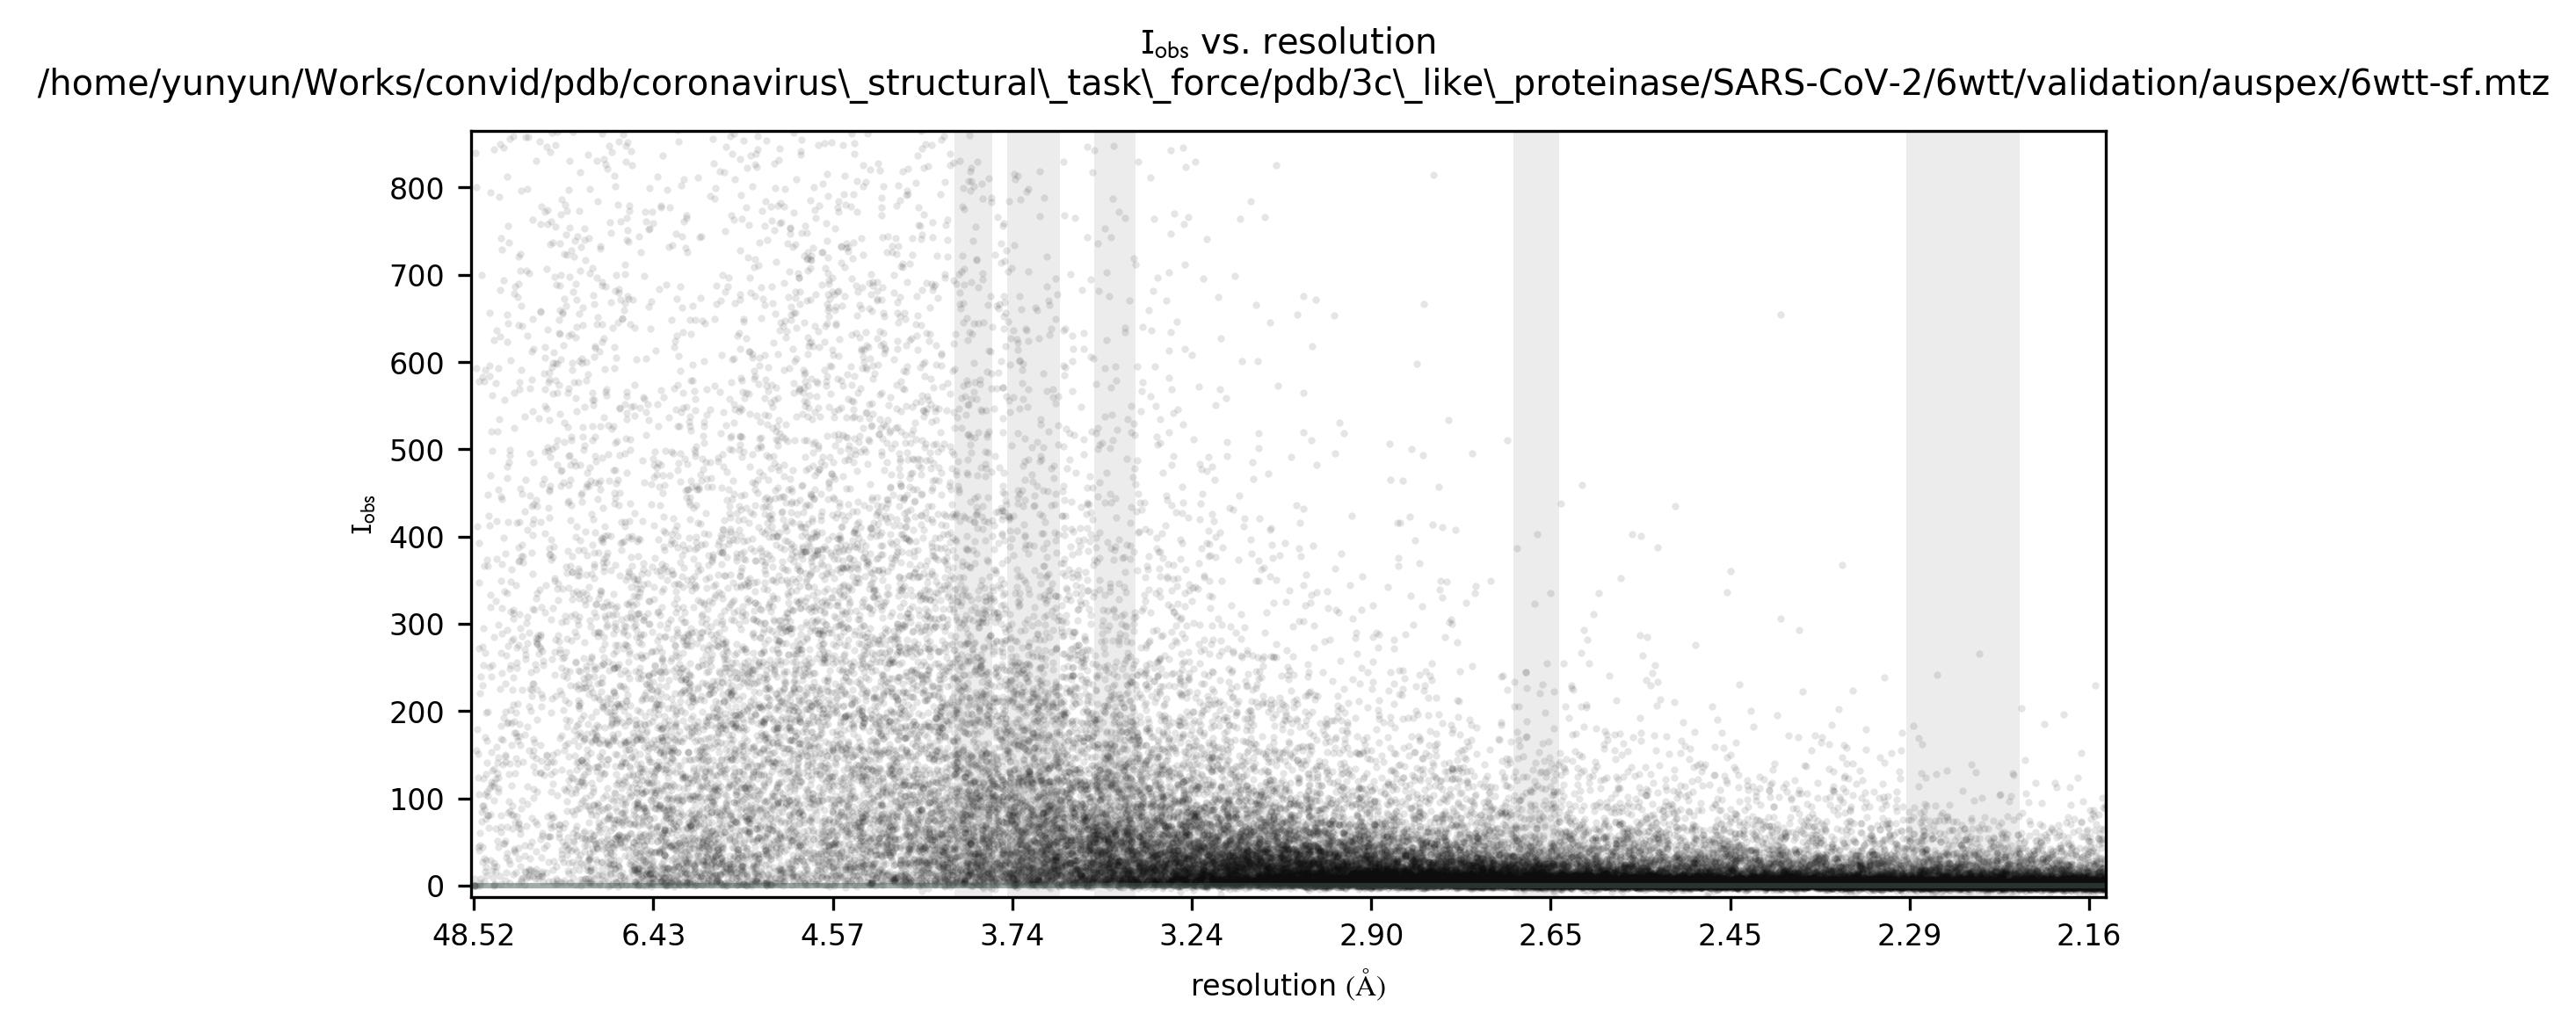 Iobs vs. resolution
/home/yunyun/Works/convid/pdb/coronavirus\_structural\_task\_force/pdb/3c\_like\_proteinase/SARS-CoV-2/6wtt/validation/auspex/6wtt-sf.mtz
Iobs
800
700
600
500
400
300
200
100
0
48.52 6.43 4.57 3.74 3.24 2.90 2.65 2.45 2.29 2.16
resolution (Å)